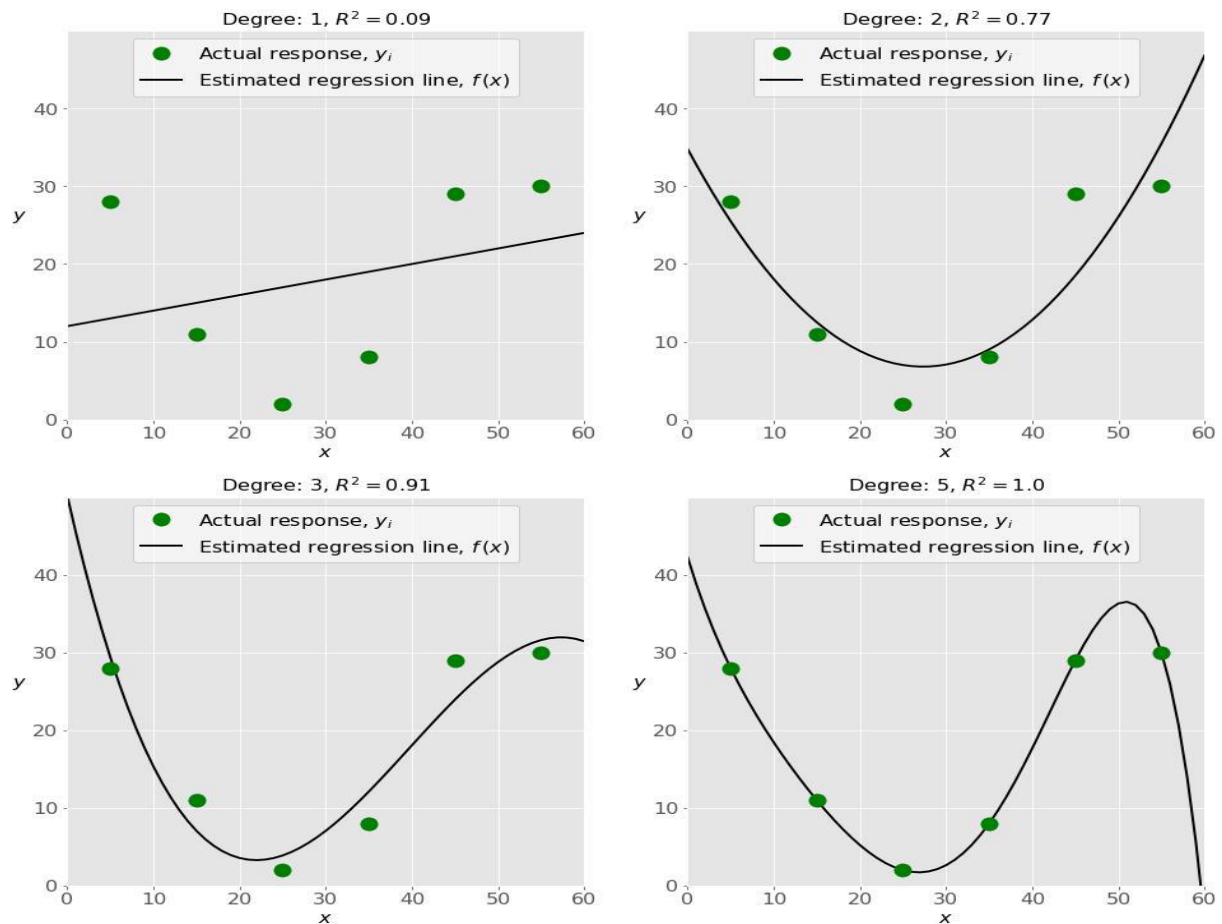 Degree: 1, R² = 0.09
Actual response, yᵢ
Estimated regression line, f(x)
40
30
y
20
10
0
0 10 20 30 40 50 60
x
Degree: 2, R² = 0.77
Actual response, yᵢ
Estimated regression line, f(x)
40
30
y
20
10
0
0 10 20 30 40 50 60
x
Degree: 3, R² = 0.91
Actual response, yᵢ
Estimated regression line, f(x)
40
30
y
20
10
0
0 10 20 30 40 50 60
x
Degree: 5, R² = 1.0
Actual response, yᵢ
Estimated regression line, f(x)
40
30
y
20
10
0
0 10 20 30 40 50 60
x